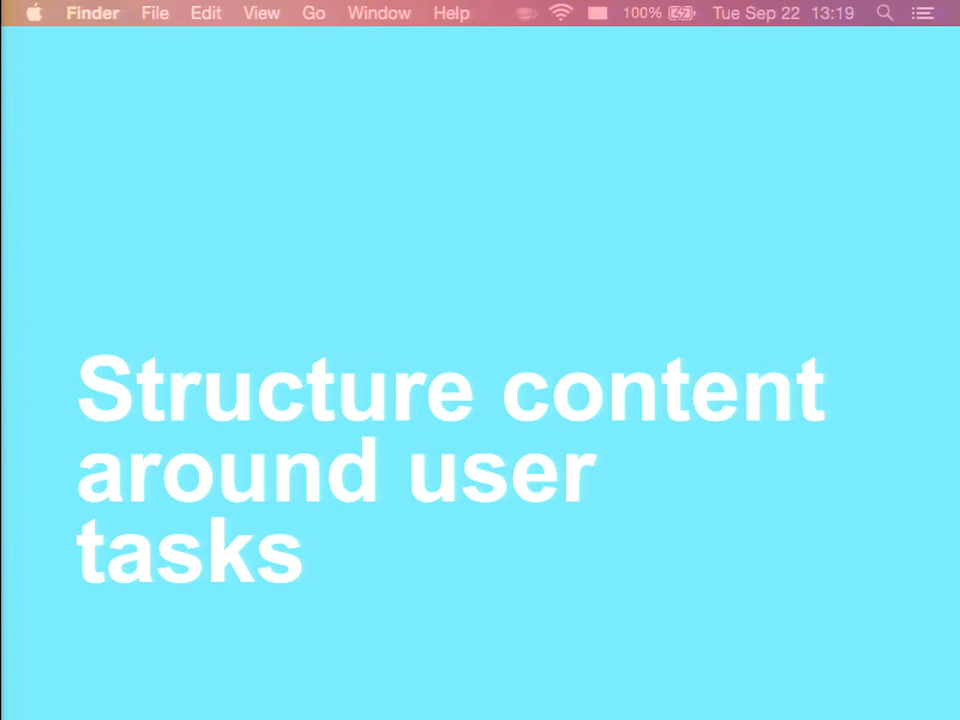 Finder File Edit View Go Window Help 100% Tue Sep 22 13:19
Structure content
around user
tasks